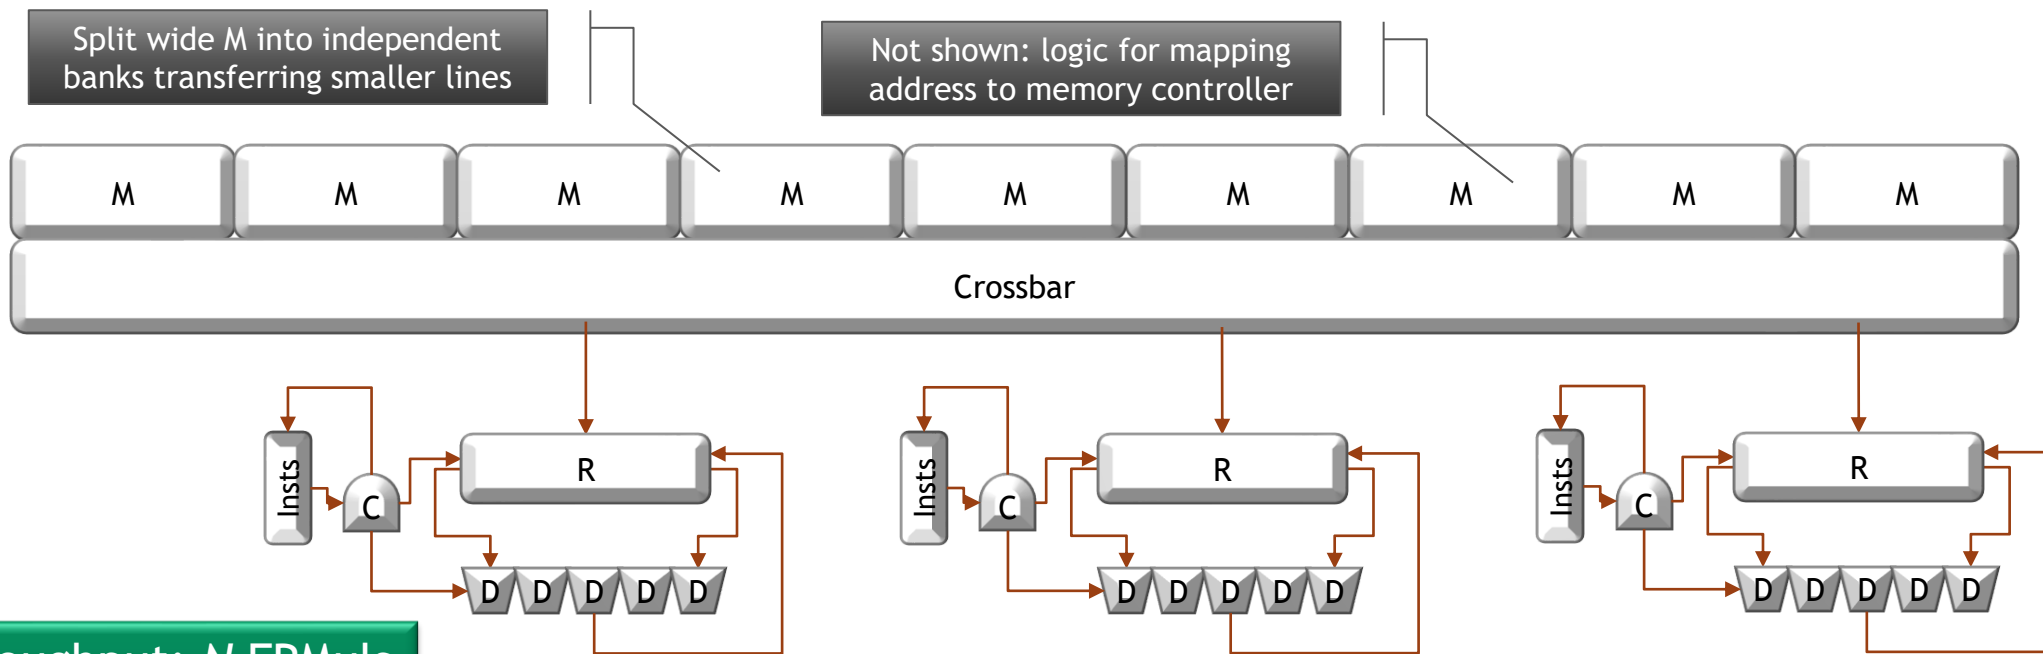 Split wide M into independent
banks transferring smaller lines
Not shown: logic for mapping
address to memory controller
M M M M M M M M M
Crossbar
Insts C R
Insts C R
Insts C R
D D D D D
D D D D D
D D D D D